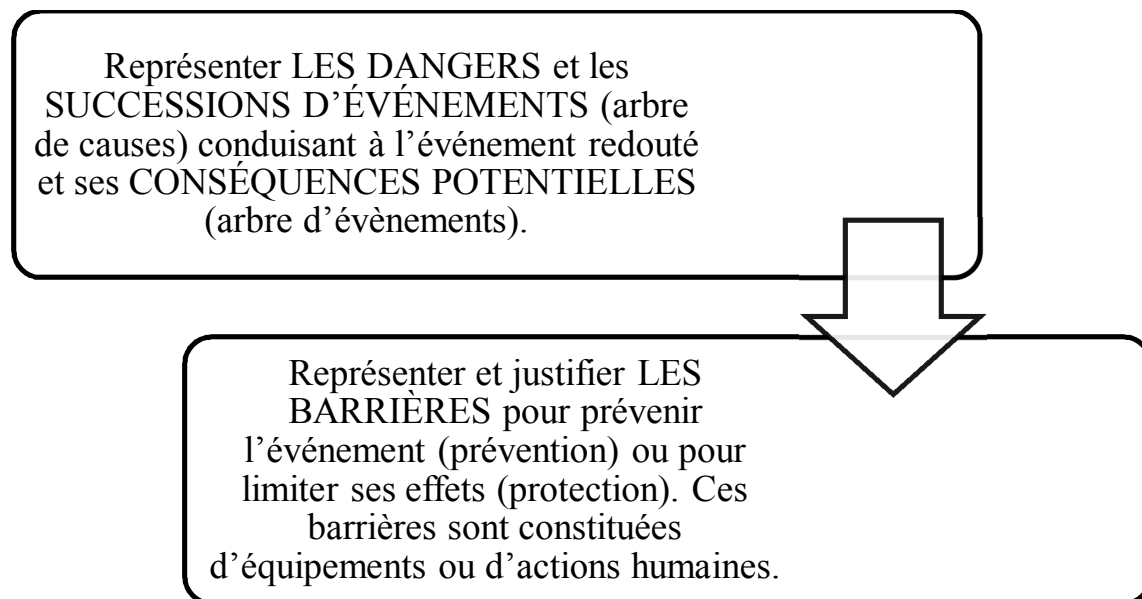 Représenter LES DANGERS et les
SUCCESSIONS D’ÉVÉNEMENTS (arbre
de causes) conduisant à l’événement redouté
et ses CONSÉQUENCES POTENTIELLES
(arbre d’évènements).
Représenter et justifier LES
BARRIÈRES pour prévenir
l’événement (prévention) ou pour
limiter ses effets (protection). Ces
barrières sont constituées
d’équipements ou d’actions humaines.